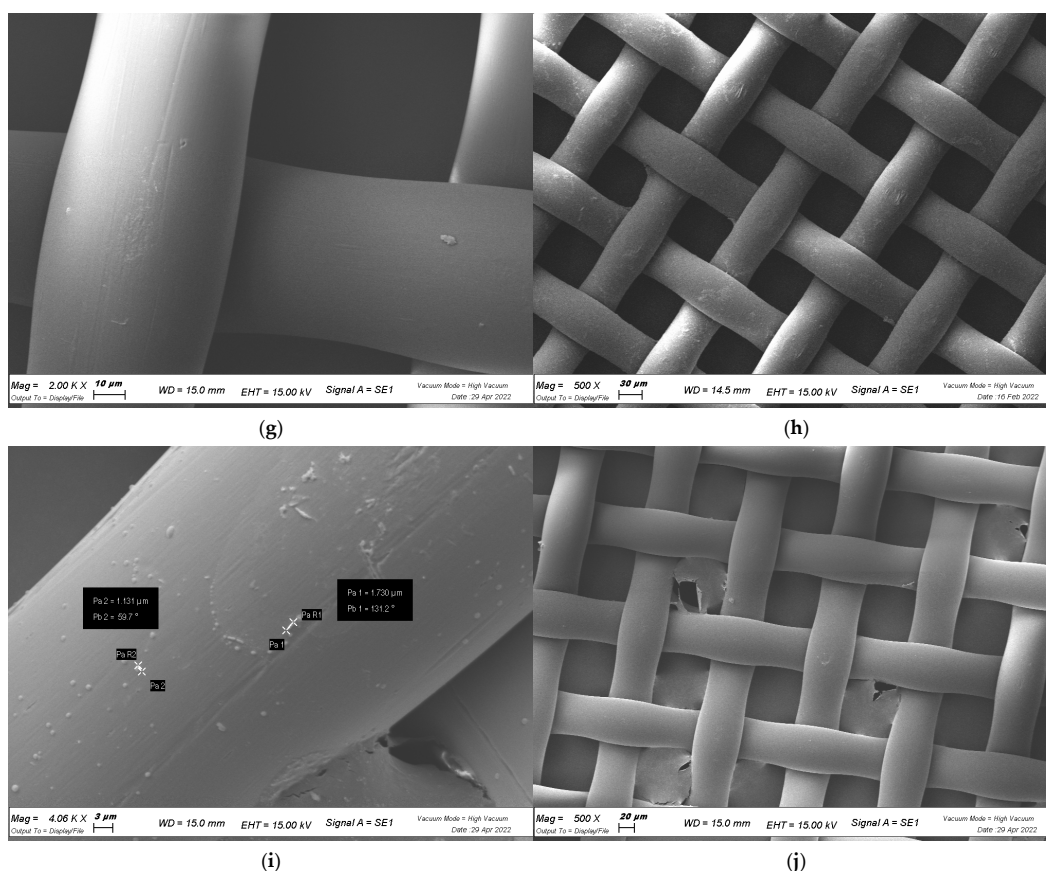 Mag = 2.00 K X 10 µm WD = 15.0 mm EHT = 15.00 kV Signal A = SE1 Vacuum Mode = High Vacuum
Output To = Display/File Date :29 Apr 2022
Mag = 500 X 30 µm WD = 14.5 mm EHT = 15.00 kV Signal A = SE1 Vacuum Mode = High Vacuum
Output To = Display/File Date :16 Feb 2022
(g)
(h)
Pa 2 = 1.131 µm
Pb 2 = 59.7 °
Pa 1 = 1.730 µm
Pb 1 = 131.2 °
Pa R1
Pa 1
Pa R2
Pa 2
Mag = 4.06 K X 3 µm WD = 15.0 mm EHT = 15.00 kV Signal A = SE1 Vacuum Mode = High Vacuum
Output To = Display/File Date :29 Apr 2022
Mag = 500 X 20 µm WD = 15.0 mm EHT = 15.00 kV Signal A = SE1 Vacuum Mode = High Vacuum
Output To = Display/File Date :29 Apr 2022
(i)
(j)